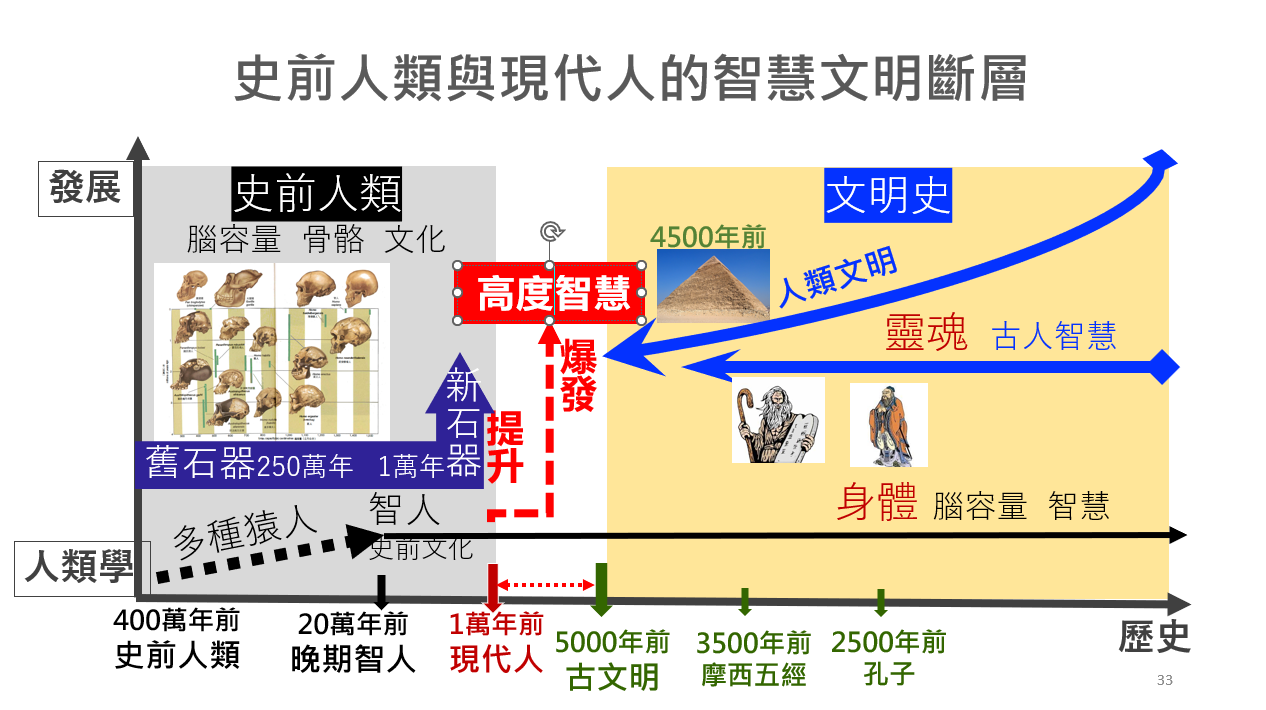 史前人類與現代人的智慧文明斷層
發展
史前人類
腦容量 骨骼 文化
文明史
4500年前
人類文明
高度智慧
靈魂 古人智慧
爆發
提升
新石器
舊石器250萬年 1萬年
多種猿人
智人
史前文化
身體 腦容量 智慧
人類學
400萬年前
史前人類
20萬年前
晚期智人
1萬年前
現代人
5000年前
古文明
3500年前
摩西五經
2500年前
孔子
歷史
33